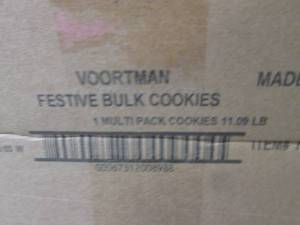 VOORTMAN
MADE
FESTIVE BULK COOKIES
1 MULTI PACK COOKIES 11.09 LB
ITEM#